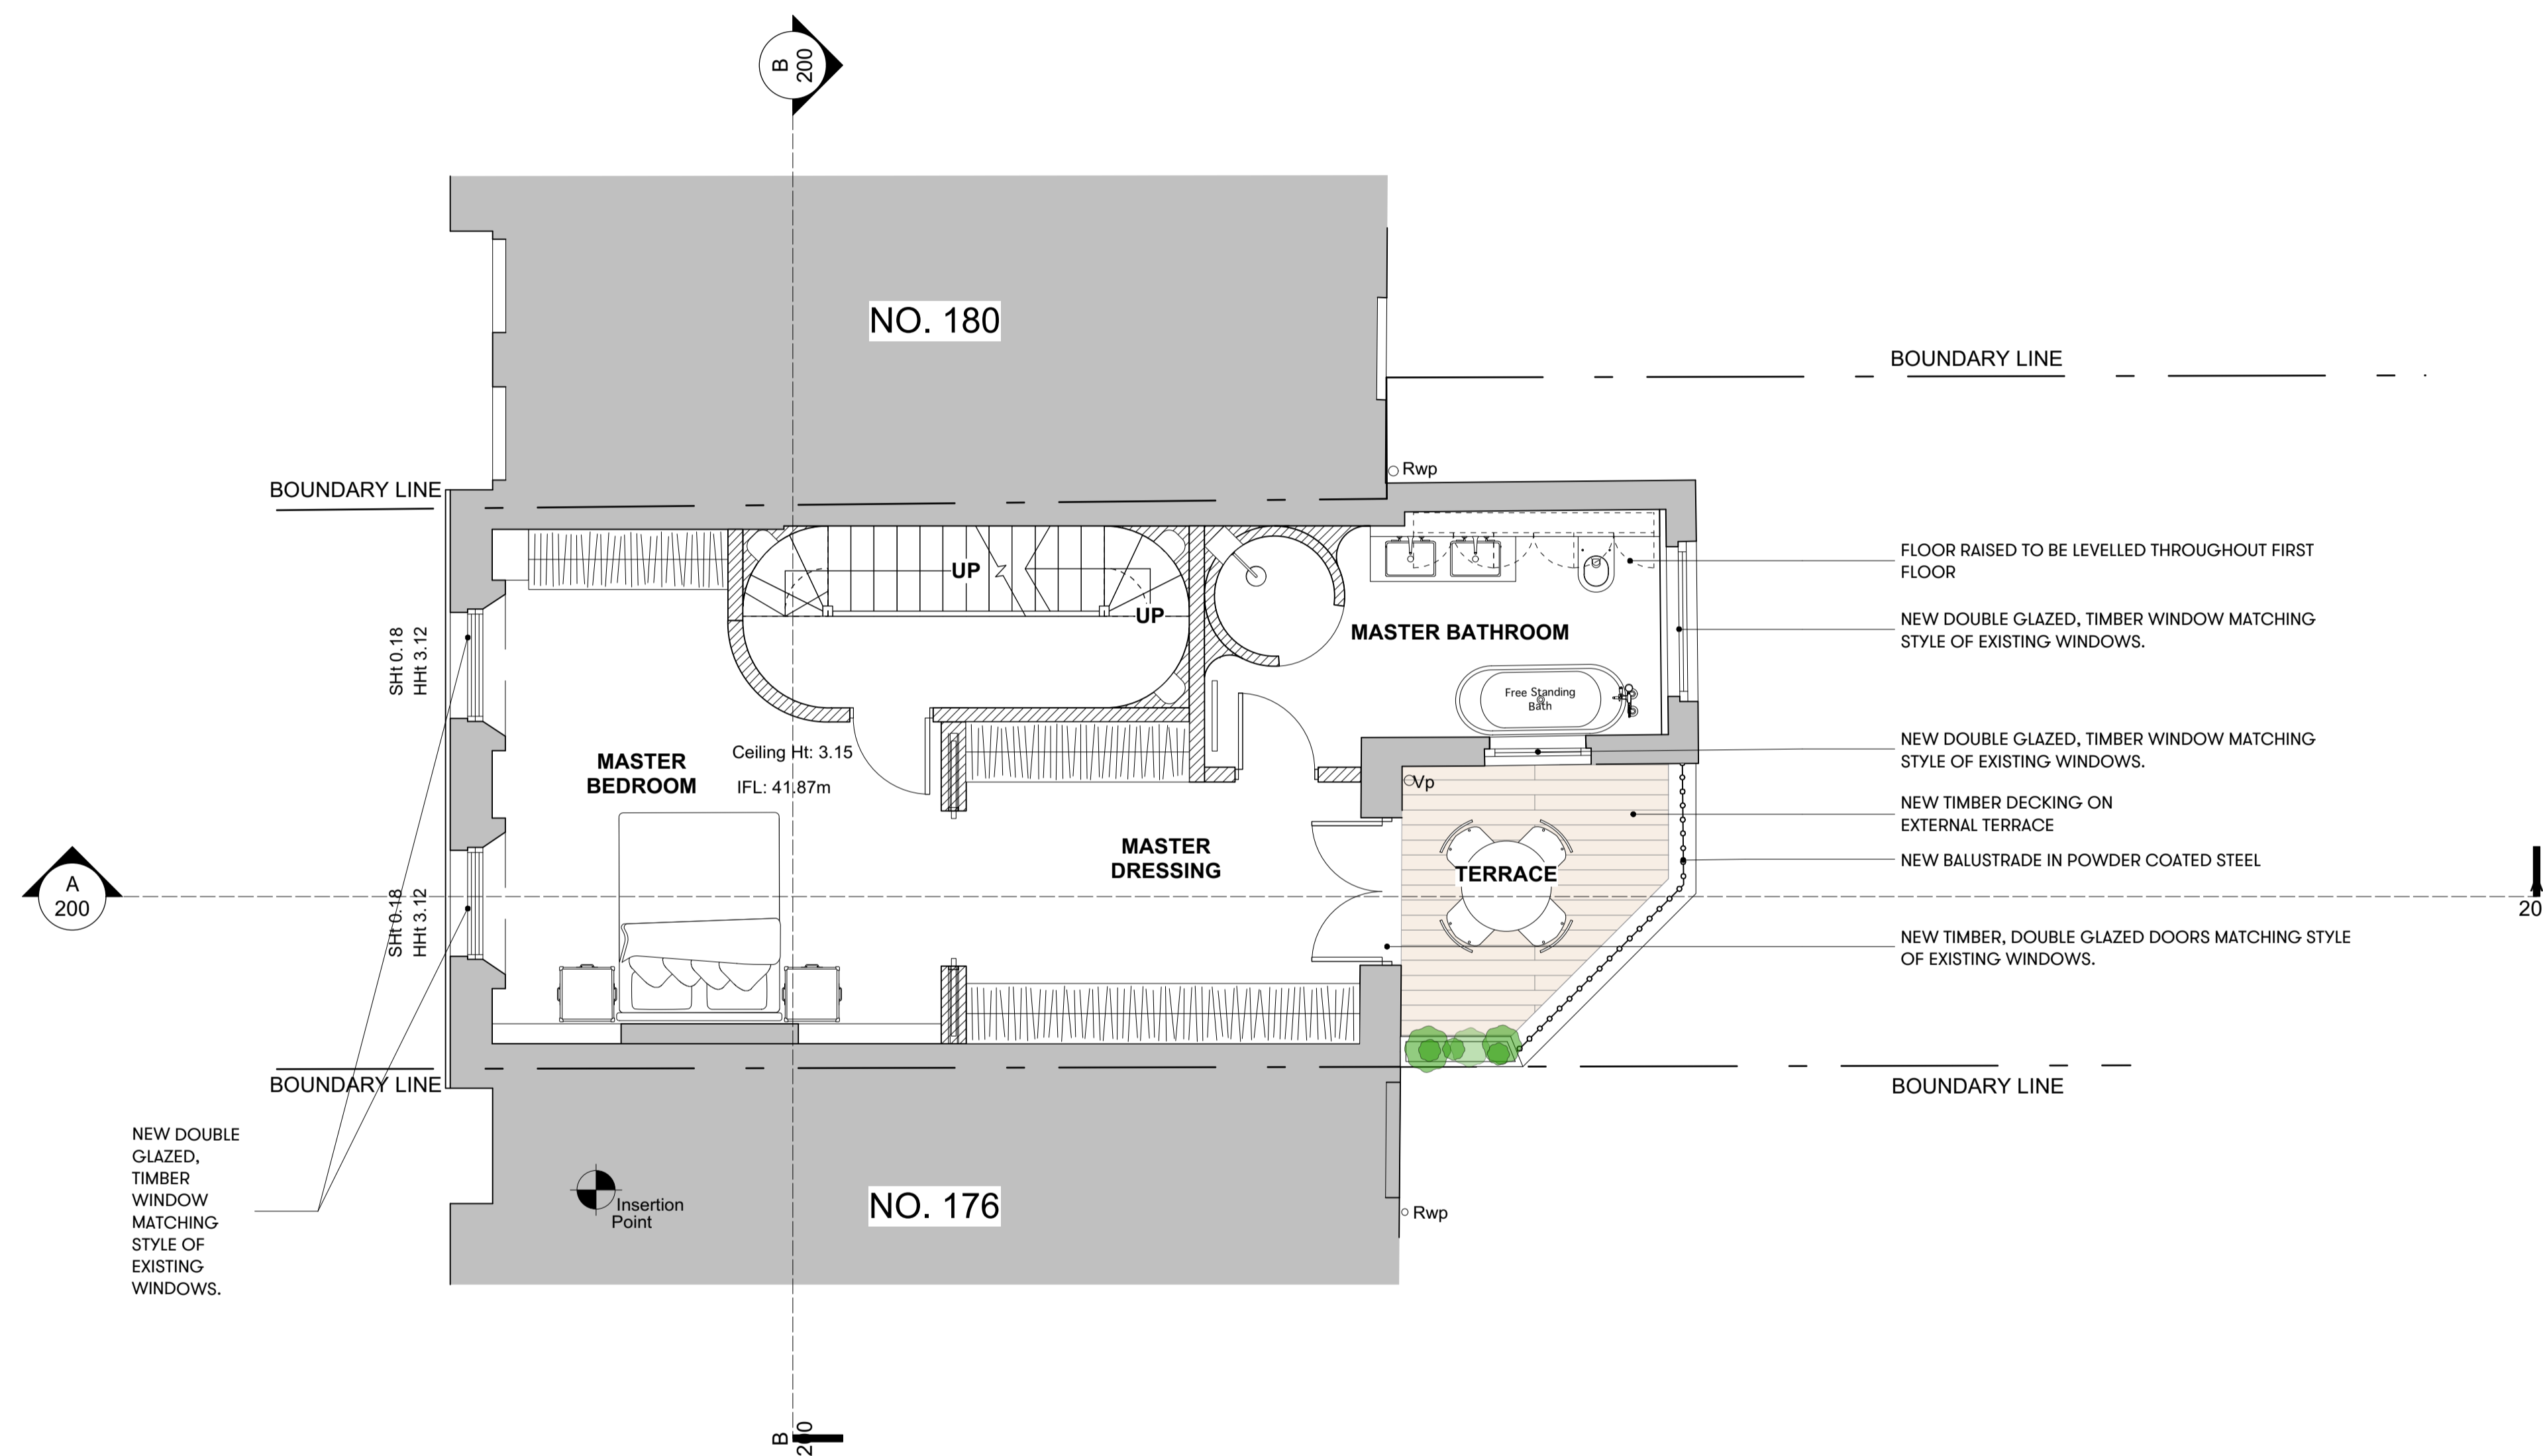 B
200
NO. 180
BOUNDARY LINE
Rwp
BOUNDARY LINE
UP
UP
SHt 0.18
HHt 3.12
MASTER BATHROOM
Free Standing
Bath
FLOOR RAISED TO BE LEVELLED THROUGHOUT FIRST
FLOOR
NEW DOUBLE GLAZED, TIMBER WINDOW MATCHING
STYLE OF EXISTING WINDOWS.
MASTER
BEDROOM
Ceiling Ht: 3.15
IFL: 41.87m
NEW DOUBLE GLAZED, TIMBER WINDOW MATCHING
STYLE OF EXISTING WINDOWS.
Vp
NEW TIMBER DECKING ON
EXTERNAL TERRACE
MASTER
DRESSING
TERRACE
NEW BALUSTRADE IN POWDER COATED STEEL
A
200
SHt 0.18
HHt 3.12
A
20
NEW TIMBER, DOUBLE GLAZED DOORS MATCHING STYLE
OF EXISTING WINDOWS.
BOUNDARY LINE
BOUNDARY LINE
NEW DOUBLE
GLAZED,
TIMBER
WINDOW
MATCHING
STYLE OF
EXISTING
WINDOWS.
Insertion
Point
NO. 176
Rwp
B
200